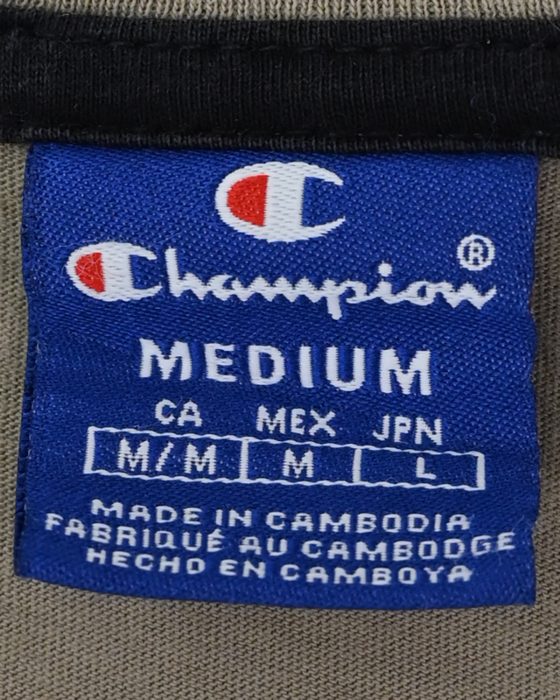 Champion®
MEDIUM
CA MEX JPN
M/M M L
MADE IN CAMBODIA
FABRIQUÉ AU CAMBODGE
HECHO EN CAMBOYA